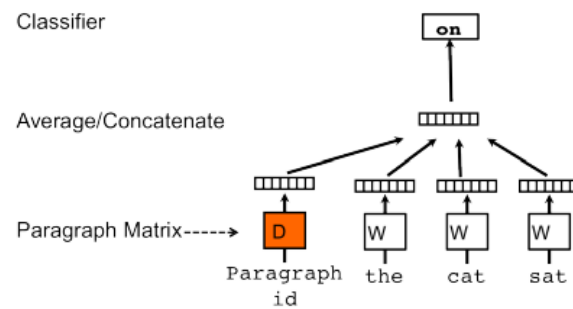 Classifier
on
Average/Concatenate
Paragraph Matrix
D
W
W
W
Paragraph
id
the
cat
sat